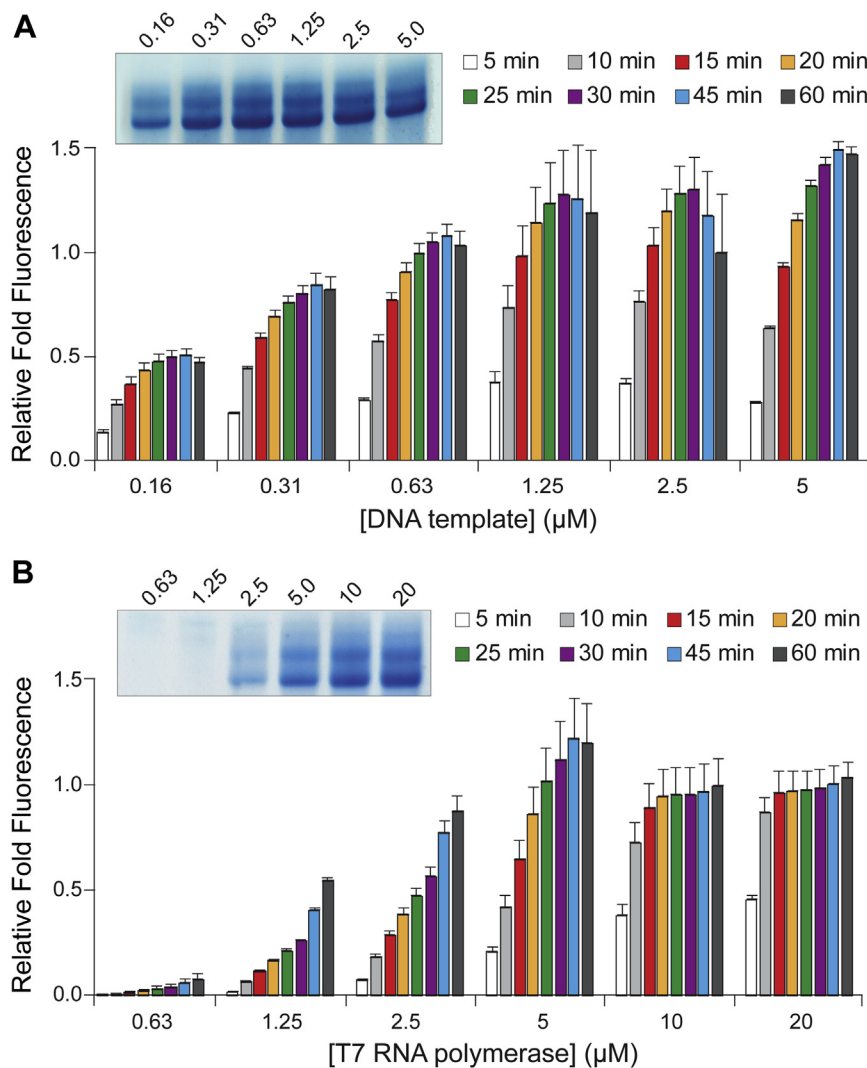 A
0.16 0.31 0.63 1.25 2.5 5.0
5 min 10 min 15 min 20 min
25 min 30 min 45 min 60 min
1.5
1.0
0.5
0.0
Relative Fold Fluorescence
0.16 0.31 0.63 1.25 2.5 5
[DNA template] (µM)
B
0.63 1.25 2.5 5.0 10 20
5 min 10 min 15 min 20 min
25 min 30 min 45 min 60 min
1.5
1.0
0.5
0.0
Relative Fold Fluorescence
0.63 1.25 2.5 5 10 20
[T7 RNA polymerase] (µM)